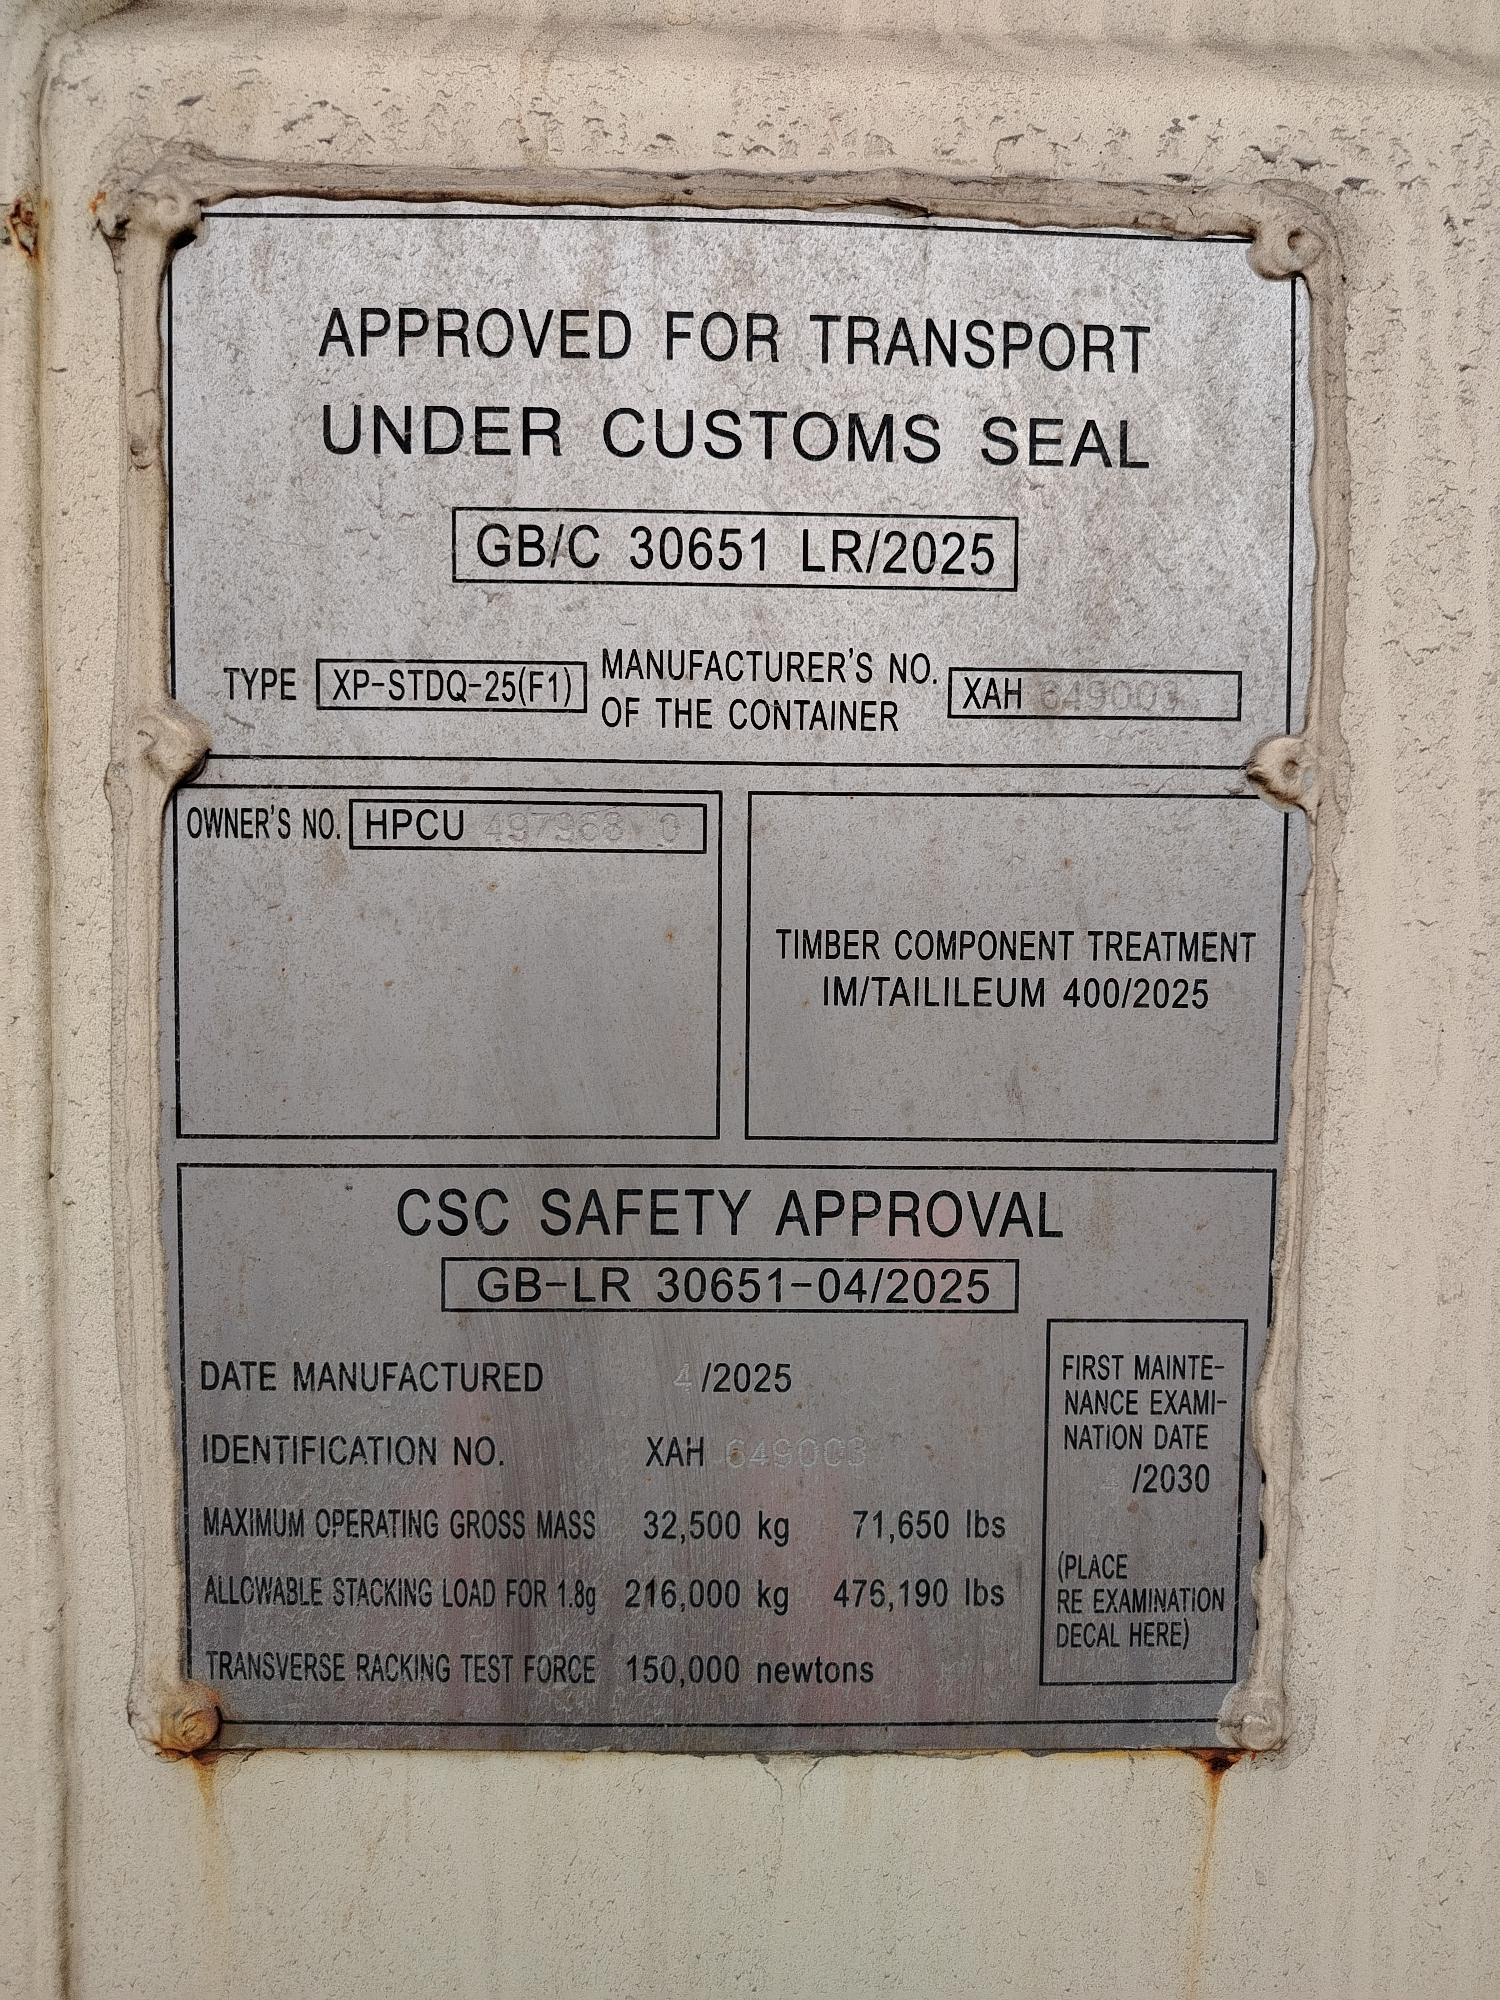 APPROVED FOR TRANSPORT
UNDER CUSTOMS SEAL
GB/C 30651 LR/2025
TYPE XP-STDQ-25(F1)
MANUFACTURER'S NO.
OF THE CONTAINER
XAH 649003
OWNER'S NO. HPCU
TIMBER COMPONENT TREATMENT
IM/TAILILEUM 400/2025
CSC SAFETY APPROVAL
GB-LR 30651-04/2025
DATE MANUFACTURED 4/2025
IDENTIFICATION NO. XAH 649003
MAXIMUM OPERATING GROSS MASS 32,500 kg 71,650 lbs
ALLOWABLE STACKING LOAD FOR 1.8g 216,000 kg 476,190 lbs
TRANSVERSE RACKING TEST FORCE 150,000 newtons
FIRST MAINTE-
NANCE EXAMI-
NATION DATE
/2030
(PLACE
RE EXAMINATION
DECAL HERE)